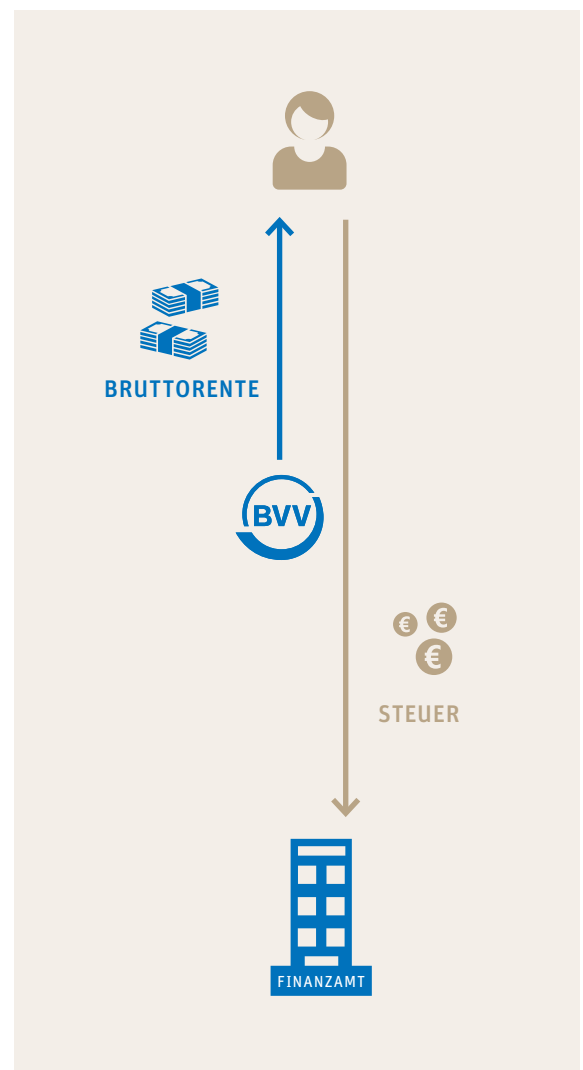 BRUTTORENTE
BVV
€ €
€
STEUER
FINANZAMT